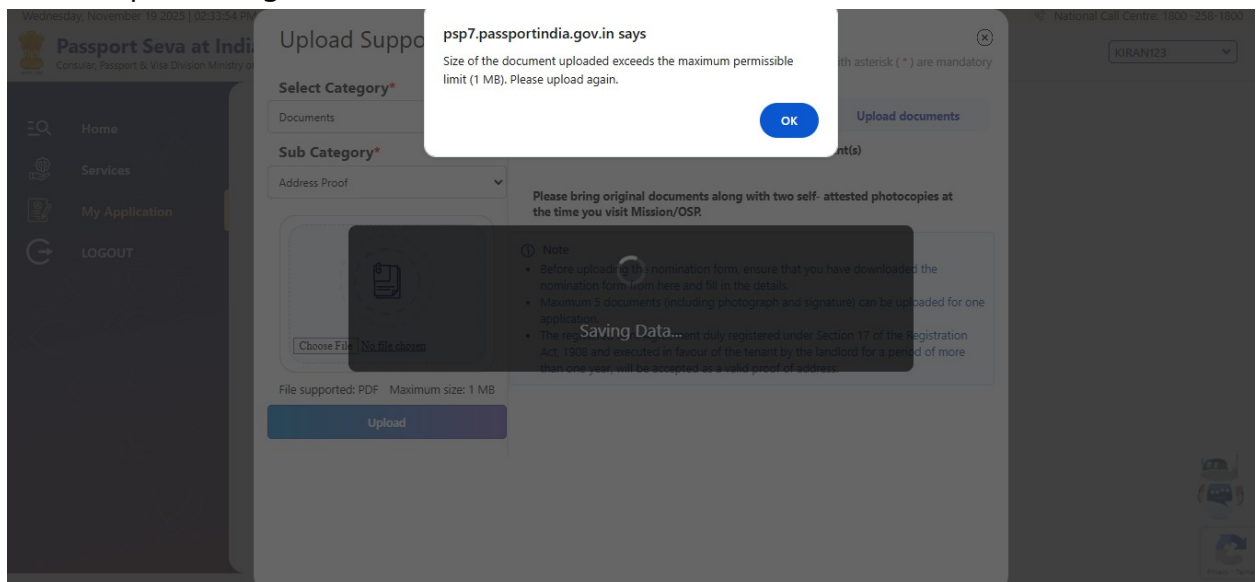 Wednesday, November 19 2025 | 02:33:54 PM
National Call Centre: 1800 -258-1800
Passport Seva at Indi
Consular, Passport & Visa Division Ministry o
KIRAN123
Home
Services
My Application
LOGOUT
Upload Suppo
th asterisk ( * ) are mandatory
psp7.passportindia.gov.in says
Size of the document uploaded exceeds the maximum permissible
limit (1 MB). Please upload again.
OK
Select Category*
Documents
Sub Category*
Address Proof
Choose File No file chosen
File supported: PDF Maximum size: 1 MB
Upload
Upload documents
nt(s)
Please bring original documents along with two self- attested photocopies at
the time you visit Mission/OSP.
Note
Before uploading the nomination form, ensure that you have downloaded the
nomination form from here and fill in the details.
Maximum 5 documents (including photograph and signature) can be uploaded for one
application.
Saving Data...
The ment duly registered under Section 17 of the Registration
Act, 1908 and executed in favour of the tenant by the landlord for a period of more
than one year, will be accepted as a valid proof of address.